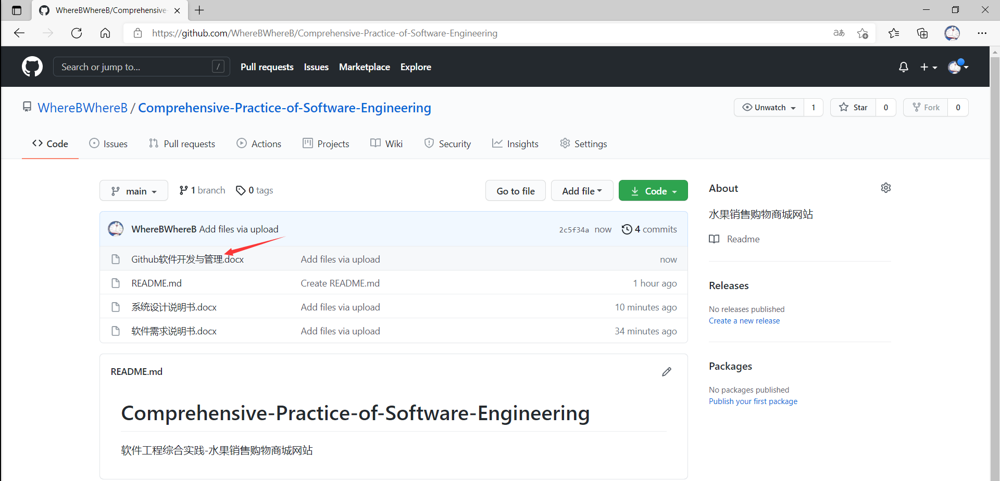 WhereBWhereB/Comprehensive-
https://github.com/WhereBWhereB/Comprehensive-Practice-of-Software-Engineering
Search or jump to... / Pull requests Issues Marketplace Explore
WhereBWhereB / Comprehensive-Practice-of-Software-Engineering Unwatch 1 Star 0 Fork 0
Code Issues Pull requests Actions Projects Wiki Security Insights Settings
main 1 branch 0 tags Go to file Add file Code
WhereBWhereB Add files via upload 2c5f34a now 4 commits
Github软件开发与管理.docx Add files via upload now
README.md Create README.md 1 hour ago
系统设计说明书.docx Add files via upload 10 minutes ago
软件需求说明书.docx Add files via upload 34 minutes ago
README.md
Comprehensive-Practice-of-Software-Engineering
软件工程综合实践-水果销售购物商城网站
About
水果销售购物商城网站
Readme
Releases
No releases published
Create a new release
Packages
No packages published
Publish your first package